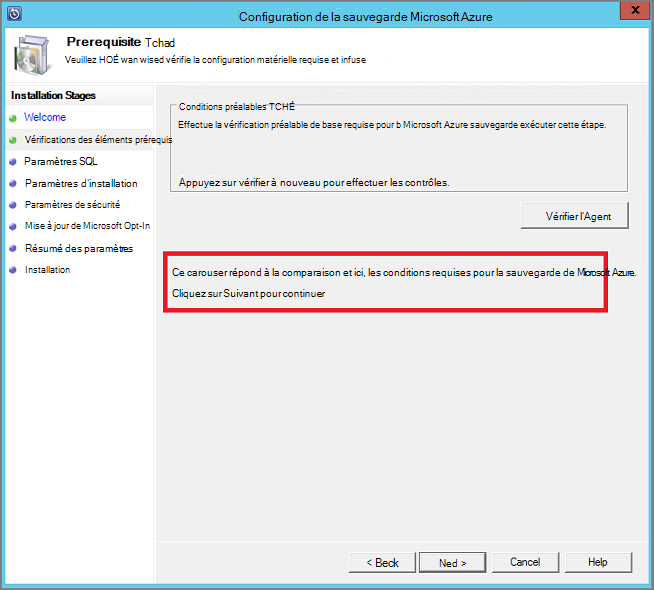 Configuration de la sauvegarde Microsoft Azure
Prerequisite Tchad
Veuillez HOÉ wan wised vérifie la configuration matérielle requise et infuse
Installation Stages
Welcome
Vérifications des éléments prérequis
Paramètres SQL
Paramètres d'installation
Paramètres de sécurité
Mise à jour de Microsoft Opt-In
Résumé des paramètres
Installation
Conditions préalables TCHÉ
Effectue la vérification préalable de base requise pour b Microsoft Azure sauvegarde exécuter cette étape.
Appuyez sur vérifier à nouveau pour effectuer les contrôles.
Vérifier l'Agent
Ce carouser répond à la comparaison et ici, les conditions requises pour la sauvegarde de Microsoft Azure.
Cliquez sur Suivant pour continuer
< Beck
Ned >
Cancel
Help